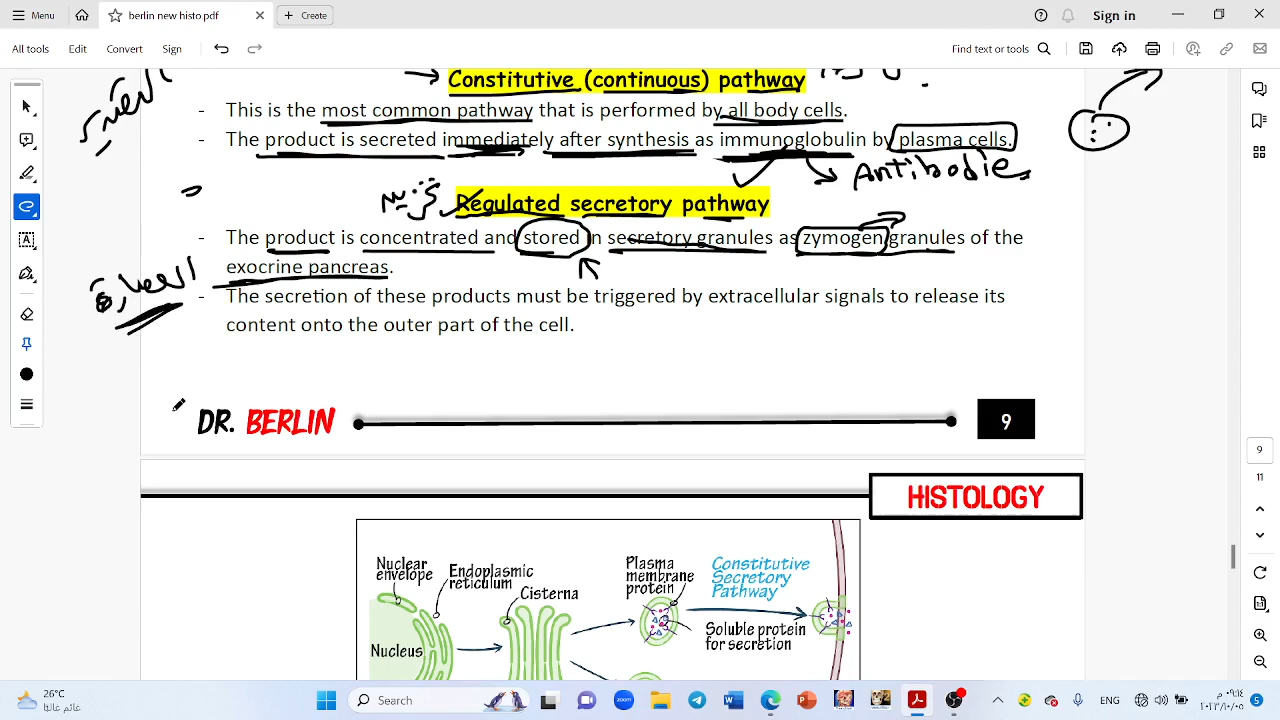 Menu
berlin new histo pdf
Create
Sign in
All tools
Edit
Convert
Sign
Find text or tools
Constitutive (continuous) pathway
- This is the most common pathway that is performed by all body cells.
- The product is secreted immediately after synthesis as immunoglobulin by plasma cells.
Antibodies
Regulated secretory pathway
- The product is concentrated and stored in secretory granules as zymogen granules of the
exocrine pancreas.
- The secretion of these products must be triggered by extracellular signals to release its
content onto the outer part of the cell.
DR. BERLIN
9
9
11
HISTOLOGY
Nuclear
envelope
Endoplasmic
reticulum
Cisterna
Plasma
membrane
protein
Constitutive
Secretory
Pathway
Soluble protein
for secretion
Nucleus
26°C
Search
zoom
ENG
5